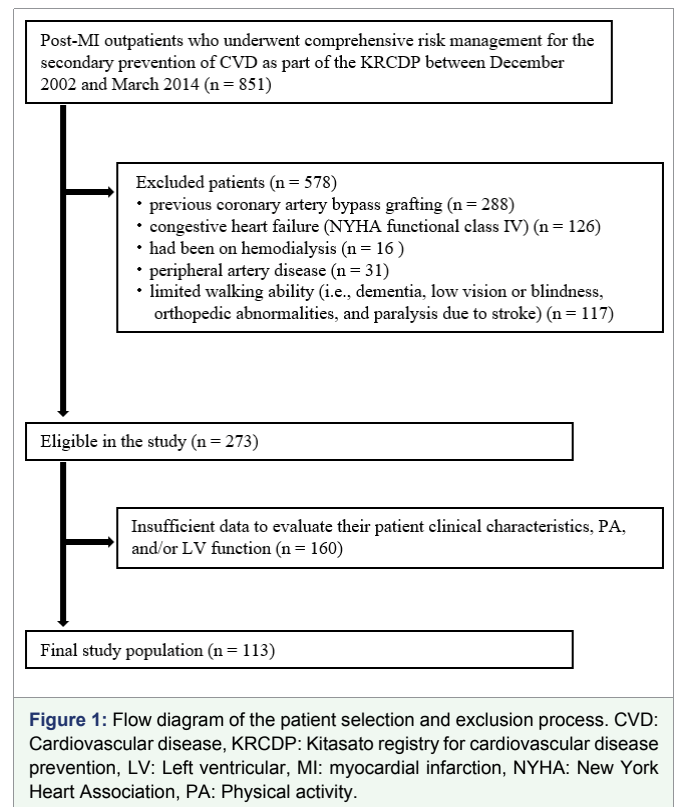 Post-MI outpatients who underwent comprehensive risk management for the
secondary prevention of CVD as part of the KRCDP between December
2002 and March 2014 (n = 851)
Excluded patients (n = 578)
・previous coronary artery bypass grafting (n = 288)
・congestive heart failure (NYHA functional class IV) (n = 126)
・had been on hemodialysis (n = 16 )
・peripheral artery disease (n = 31)
・limited walking ability (i.e., dementia, low vision or blindness,
orthopedic abnormalities, and paralysis due to stroke) (n = 117)
Eligible in the study (n = 273)
Insufficient data to evaluate their patient clinical characteristics, PA,
and/or LV function (n = 160)
Final study population (n = 113)
Figure 1: Flow diagram of the patient selection and exclusion process. CVD:
Cardiovascular disease, KRCDP: Kitasato registry for cardiovascular disease
prevention, LV: Left ventricular, MI: myocardial infarction, NYHA: New York
Heart Association, PA: Physical activity.